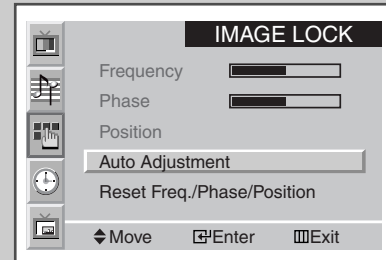 IMAGE LOCK
Frequency
Phase
Position
Auto Adjustment
Reset Freq./Phase/Position
Move Enter Exit